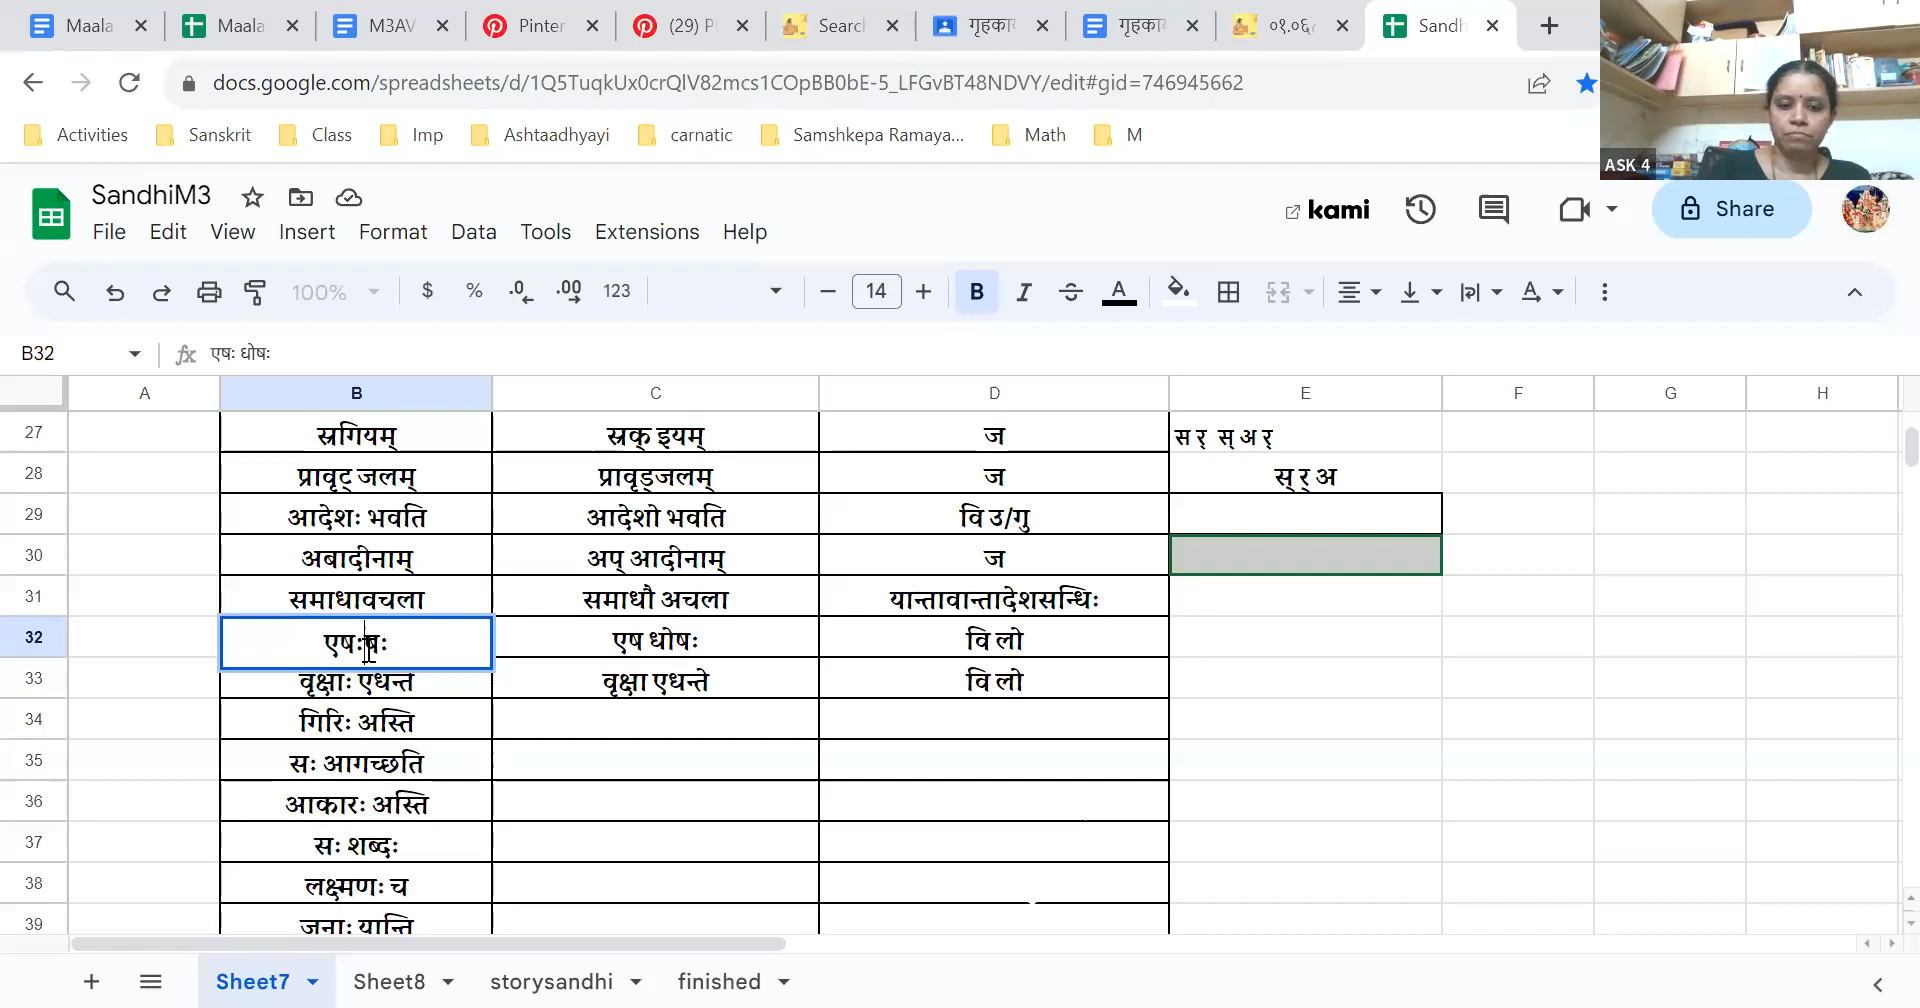 Maala
Maala
M3AV
Pinter
(29) P
Search
गृहका
गृहका
०९.०६
Sandh
docs.google.com/spreadsheets/d/1Q5TuqkUx0crQlV82mcs1COpBB0bE-5_LFGvBT48NDVY/edit#gid=746945662
Activities Sanskrit Class Imp Ashtaadhyayi carnatic Samshkepa Ramaya... Math M
ASK 4
SandhiM3
File Edit View Insert Format Data Tools Extensions Help
kami
Share
100% $ % .0 .00 123 14 B I A
B32 fx एषः धोषः
A B C D E F G H
27 स्रगियम् स्रक् इयम् ज स र् स् अ र्
28 प्रावृट् जलम् प्रावृड्जलम् ज स् र् अ
29 आदेशः भवति आदेशो भवति वि उ/गु
30 अबादीनाम् अप् आदीनाम् ज
31 समाधावचला समाधौ अचला यान्तावान्तादेशसन्धिः
32 एषः षः एष धोषः वि लो
33 वृक्षाः एधन्ते वृक्षा एधन्ते वि लो
34 गिरिः अस्ति
35 सः आगच्छति
36 आकारः अस्ति
37 सः शब्दः
38 लक्ष्मणः च
39 जनाः यान्ति
Sheet7 Sheet8 storysandhi finished